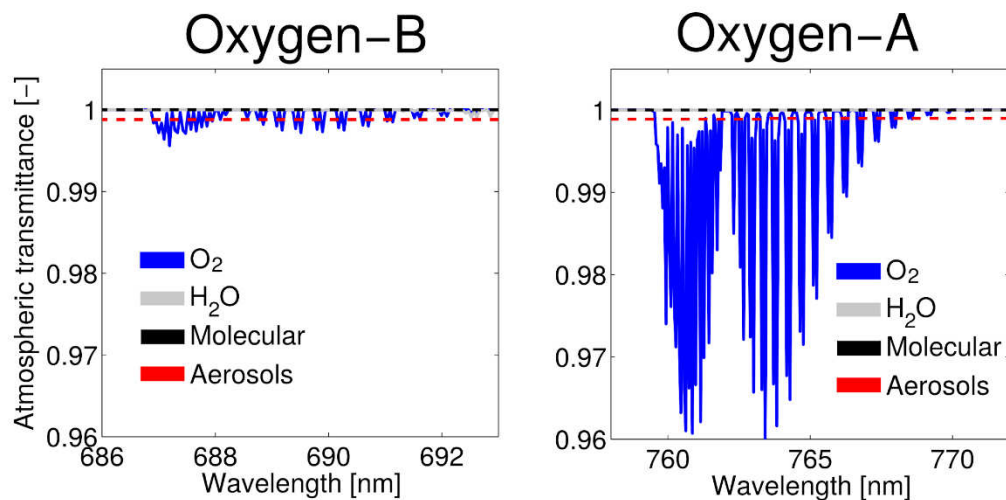 Oxygen−B
Atmospheric transmittance [−]
1
0.99
0.98
0.97
0.96
O2
H2O
Molecular
Aerosols
686 688 690 692
Wavelength [nm]
Oxygen−A
1
0.99
0.98
0.97
0.96
O2
H2O
Molecular
Aerosols
760 765 770
Wavelength [nm]